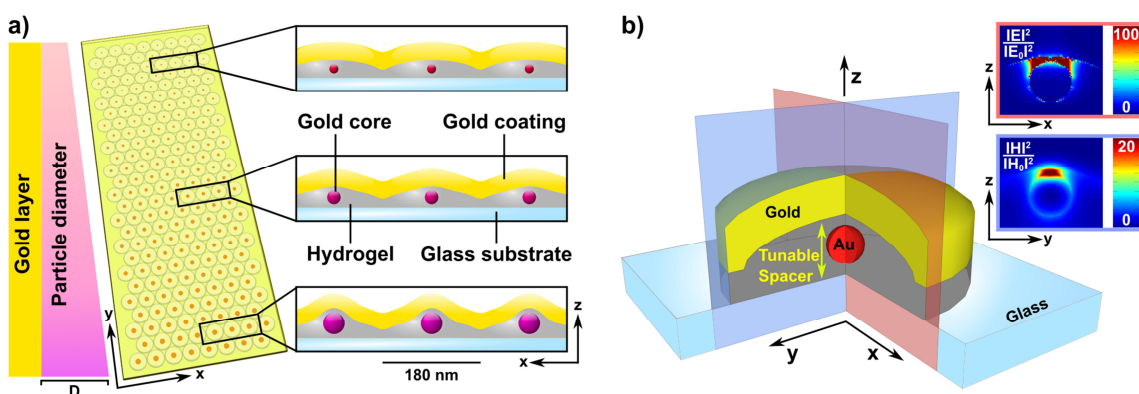 a)
Gold layer
Particle diameter
D
y
x
Gold core
Gold coating
Hydrogel
Glass substrate
180 nm
z
x
b)
z
Gold
Au
Tunable
Spacer
Glass
y
x
|E|²
|E₀|²
100
0
z
x
|H|²
|H₀|²
20
0
z
y